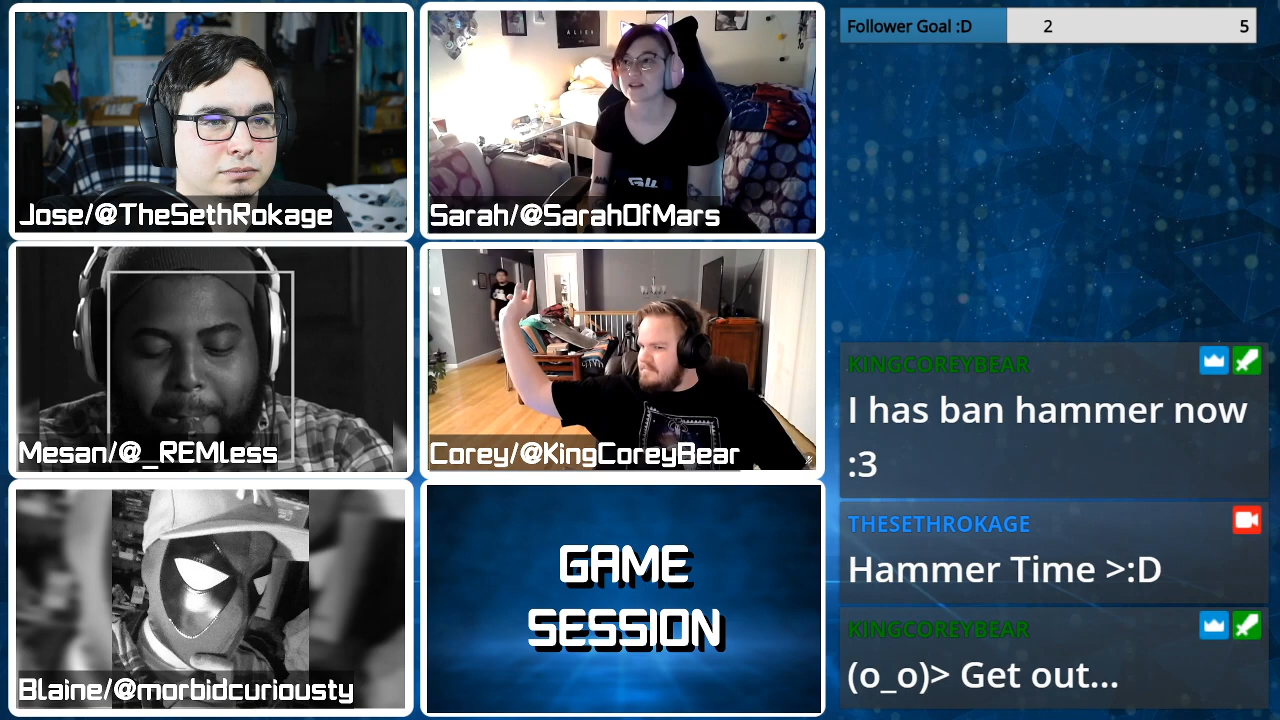 Jose/@TheSethRokage
ALIEN
Sarah/@SarahOfMars
Mesan/@_REMless
Corey/@KingCoreyBear
Blaine/@morbidcuriousty
GAME
SESSION
Follower Goal :D 2 5
KINGCOREYBEAR
I has ban hammer now
:3
THESETHROKAGE
Hammer Time >:D
KINGCOREYBEAR
(o_o)> Get out...